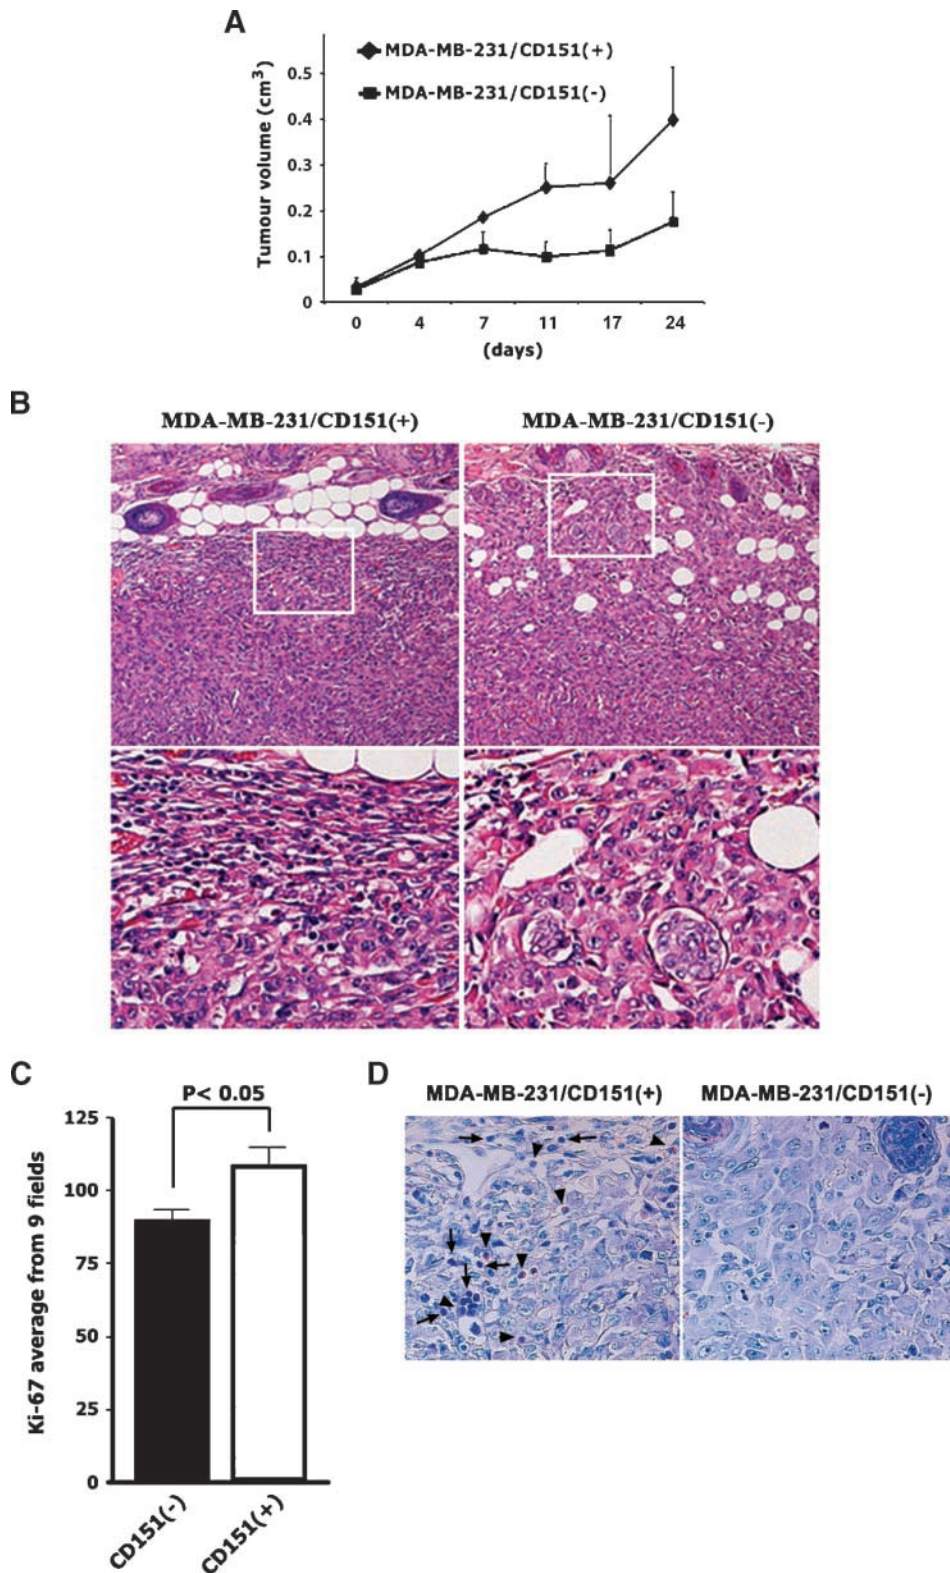 A
MDA-MB-231/CD151(+)
MDA-MB-231/CD151(-)
Tumour volume (cm³)
0.5
0.4
0.3
0.2
0.1
0
0 4 7 11 17 24
(days)
B
MDA-MB-231/CD151(+) MDA-MB-231/CD151(-)
C
P< 0.05
Ki-67 average from 9 fields
125
100
75
50
25
0
CD151(-) CD151(+)
D
MDA-MB-231/CD151(+) MDA-MB-231/CD151(-)